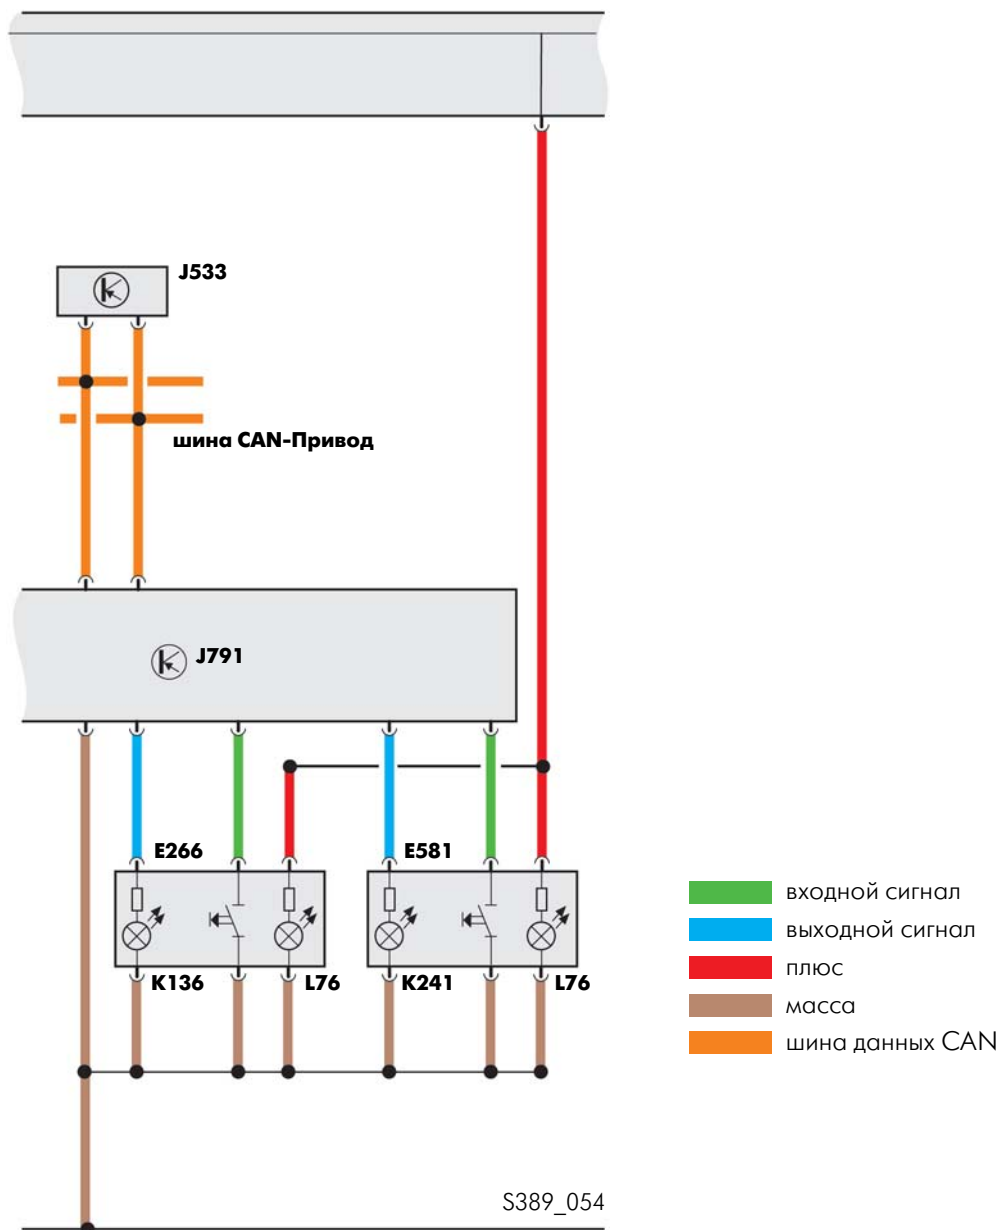 J533
шина CAN-Привод
J791
E266
E581
K136
L76
K241
L76
входной сигнал
выходной сигнал
плюс
масса
шина данных CAN
S389_054